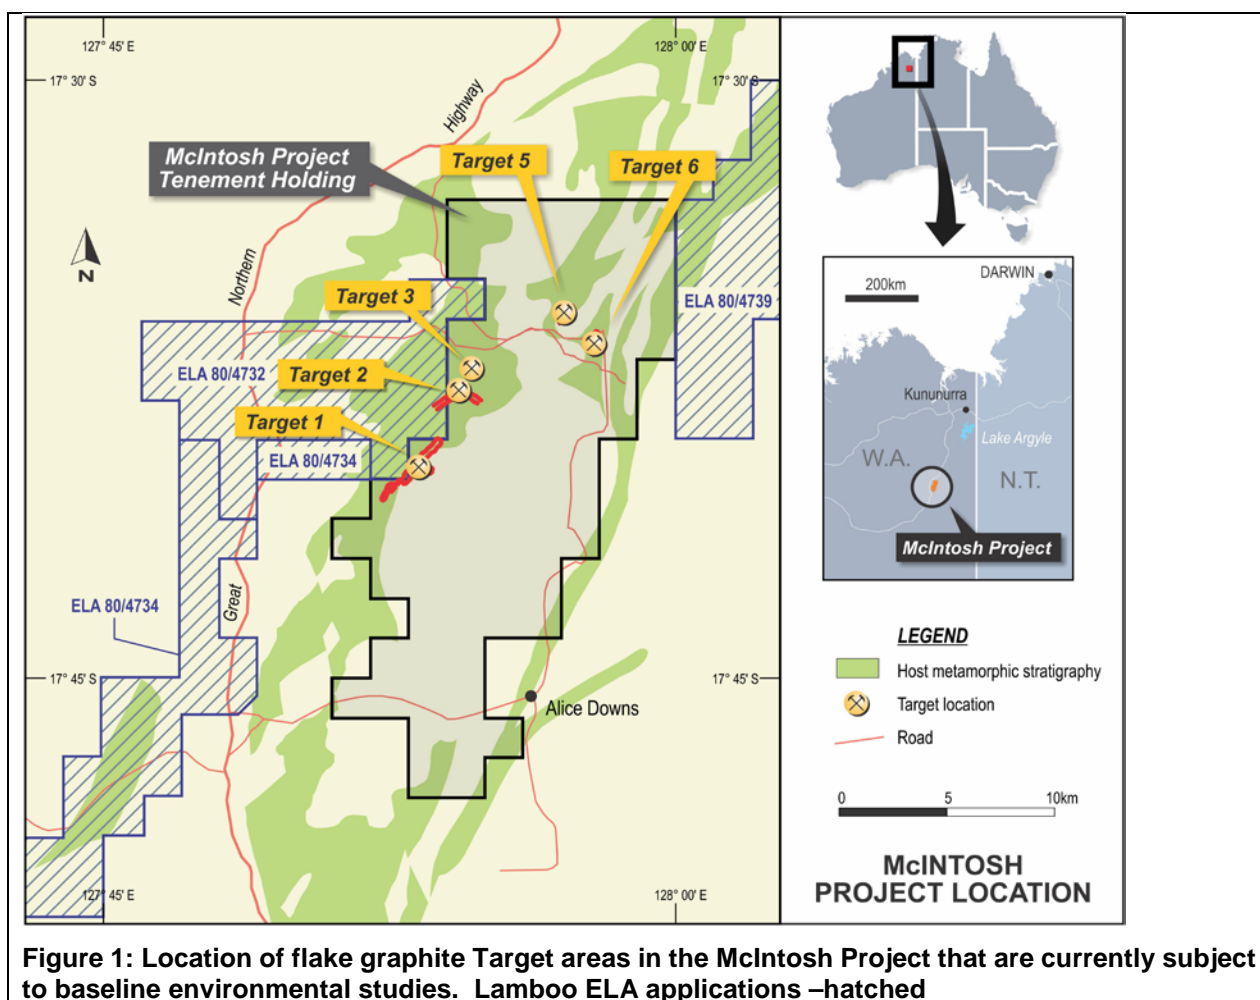 127° 45' E
128° 00' E
17° 30' S
17° 30' S
Highway
McIntosh Project
Tenement Holding
Target 5
Target 6
N
Northern
Target 3
ELA 80/4739
ELA 80/4732
Target 2
Target 1
ELA 80/4734
Great
ELA 80/4734
17° 45' S
17° 45' S
Alice Downs
127° 45' E
128° 00' E
200km
DARWIN
Kununurra
Lake Argyle
W.A.
N.T.
McIntosh Project
LEGEND
Host metamorphic stratigraphy
Target location
Road
0 5 10km
McINTOSH
PROJECT LOCATION
Figure 1: Location of flake graphite Target areas in the McIntosh Project that are currently subject
to baseline environmental studies. Lamboo ELA applications –hatched